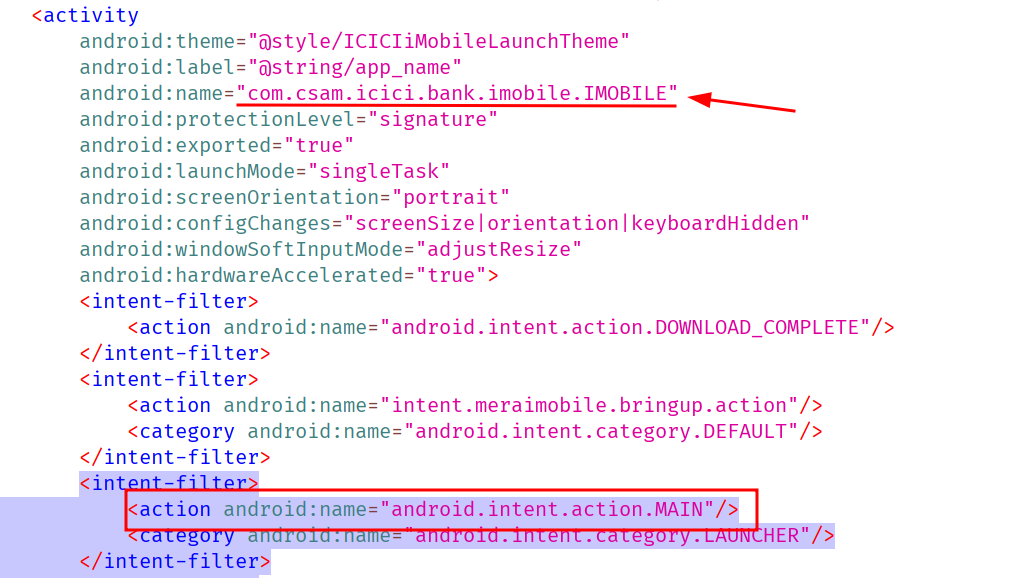 <activity
android:theme="@style/ICICIiMobileLaunchTheme"
android:label="@string/app_name"
android:name="com.csam.icici.bank.imobile.IMOBILE"
android:protectionLevel="signature"
android:exported="true"
android:launchMode="singleTask"
android:screenOrientation="portrait"
android:configChanges="screenSize|orientation|keyboardHidden"
android:windowSoftInputMode="adjustResize"
android:hardwareAccelerated="true">
<intent-filter>
<action android:name="android.intent.action.DOWNLOAD_COMPLETE"/>
</intent-filter>
<intent-filter>
<action android:name="intent.meraimobile.bringup.action"/>
<category android:name="android.intent.category.DEFAULT"/>
</intent-filter>
<intent-filter>
<action android:name="android.intent.action.MAIN"/>
<category android:name="android.intent.category.LAUNCHER"/>
</intent-filter>